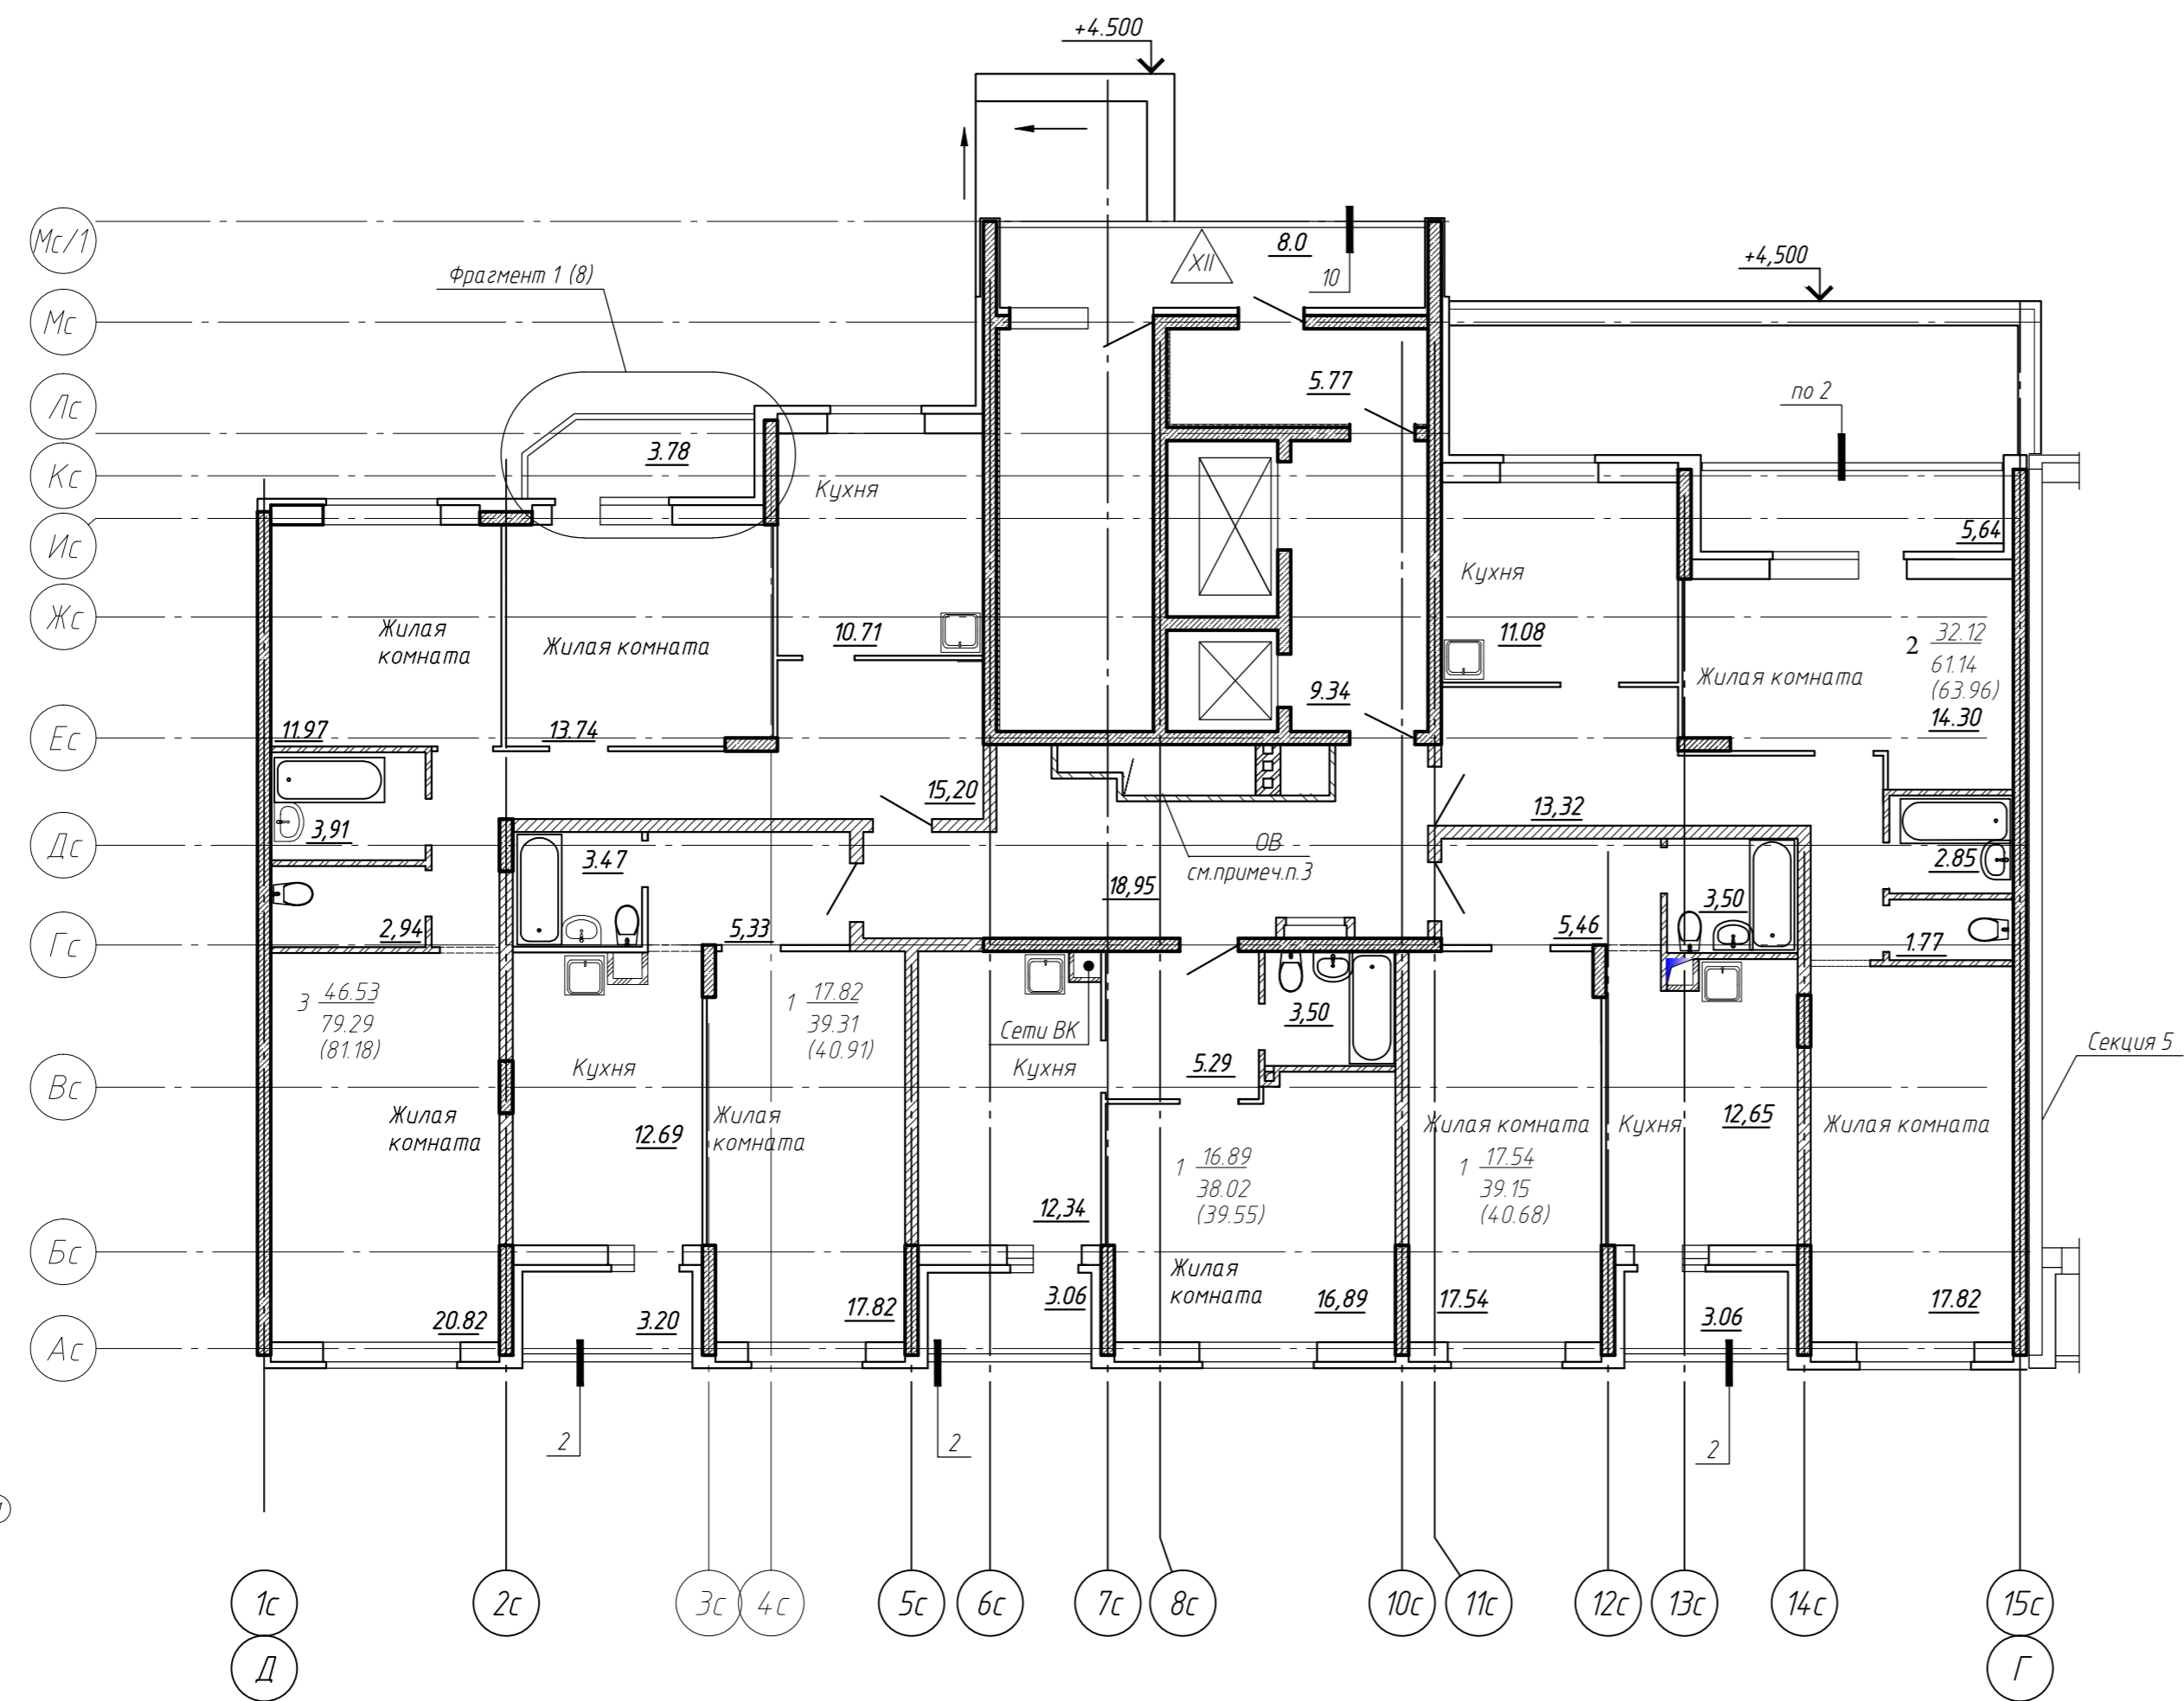 +4.500
Мс/1
8.0
XII
+4,500
Фрагмент 1 (8)
10
Мс
5.77
по 2
Лс
3.78
Кс
Кухня
5,64
Ис
Кухня
Жс
Жилая
комната
Жилая комната
10.71
11.08
2
32.12
61.14
(63.96)
Жилая комната
9.34
14.30
Ес
11.97
13.74
15,20
13,32
3,91
ОВ
см.примеч.п.3
Дс
3.47
2.85
18,95
3,50
2,94
5,33
5,46
1.77
Гс
3
46.53
79.29
(81.18)
1
17.82
39.31
(40.91)
3,50
Сети ВК
Секция 5
Кухня
Кухня
5.29
Вс
Жилая
комната
12.69
Жилая
комната
Жилая комната
Кухня
12,65
Жилая комната
1
16.89
38.02
(39.55)
1
17.54
39.15
(40.68)
12,34
Бс
Жилая
комната
20.82
3.20
17.82
3.06
16,89
17.54
3.06
17.82
Ас
2
2
2
1с
2с
3с
4с
5с
6с
7с
8с
10с
11с
12с
13с
14с
15с
Д
Г